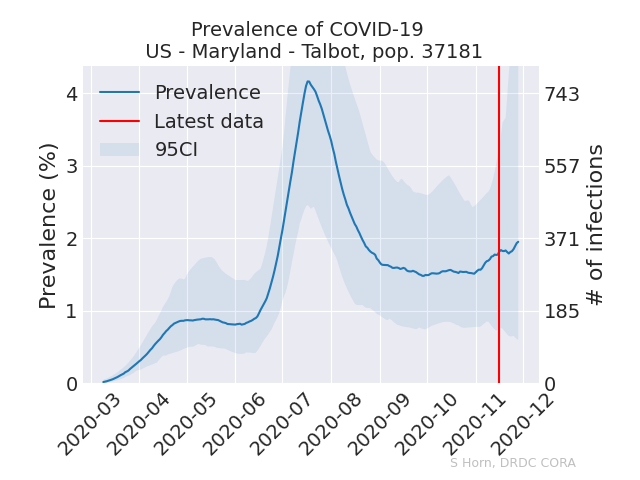 Prevalence of COVID-19
US - Maryland - Talbot, pop. 37181
Prevalence
Latest data
95CI
Prevalence (%)
4
3
2
1
0
743
557
371
185
0
# of infections
2020-03
2020-04
2020-05
2020-06
2020-07
2020-08
2020-09
2020-10
2020-11
2020-12
S Horn, DRDC CORA